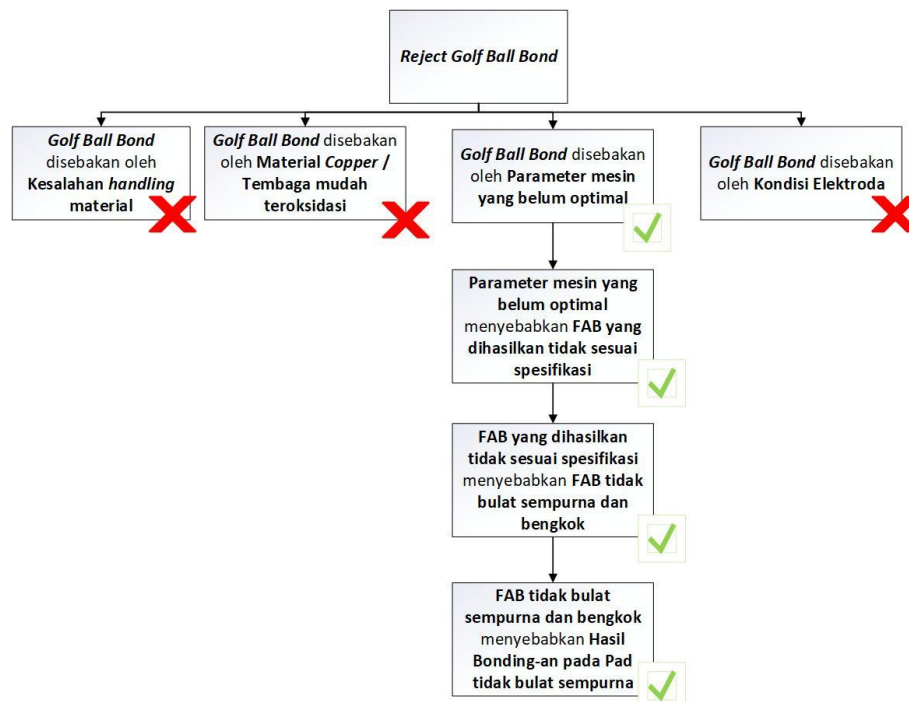 Reject Golf Ball Bond
Golf Ball Bond
disebakan oleh
Kesalahan handling
material
Golf Ball Bond disebakan
oleh Material Copper /
Tembaga mudah
teroksidasi
Golf Ball Bond disebakan
oleh Parameter mesin
yang belum optimal
Golf Ball Bond disebakan
oleh Kondisi Elektroda
Parameter mesin yang
belum optimal
menyebabkan FAB yang
dihasilkan tidak sesuai
spesifikasi
FAB yang dihasilkan
tidak sesuai spesifikasi
menyebabkan FAB tidak
bulat sempurna dan
bengkok
FAB tidak bulat
sempurna dan bengkok
menyebabkan Hasil
Bonding-an pada Pad
tidak bulat sempurna